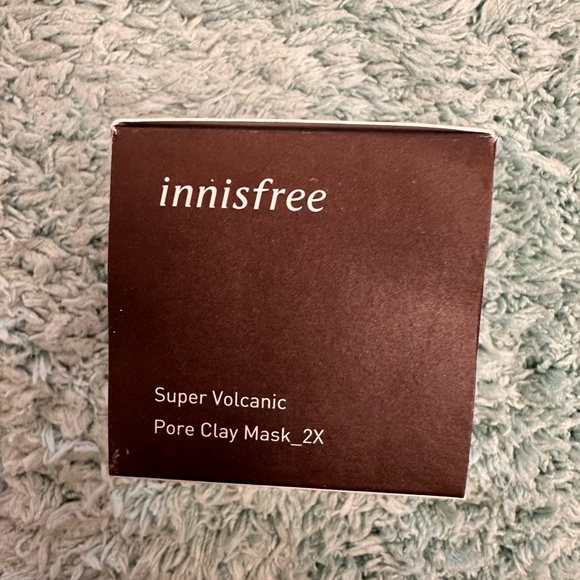 innisfree
Super Volcanic
Pore Clay Mask_2X